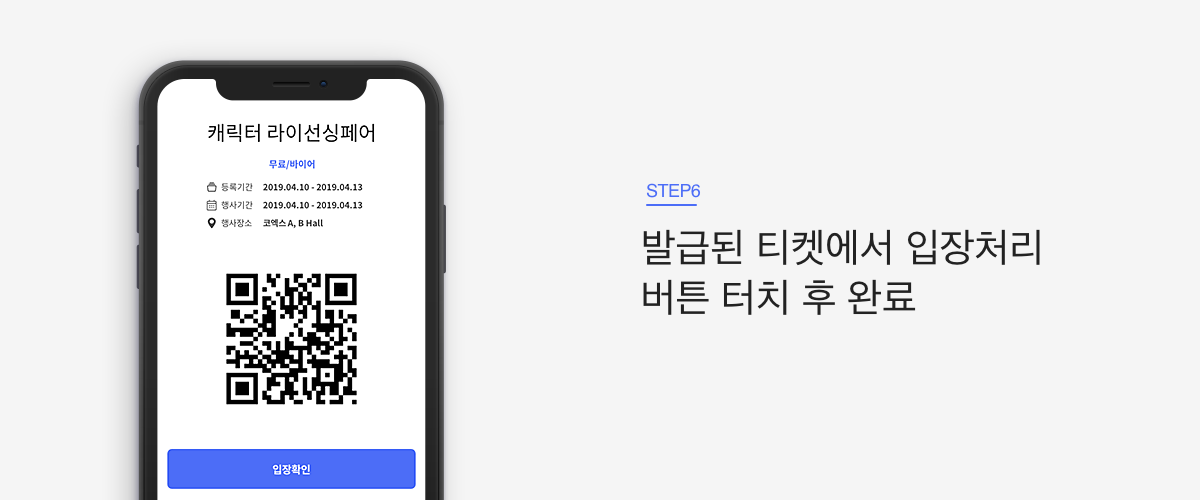 캐릭터 라이선싱페어
무료/바이어
등록기간 2019.04.10 - 2019.04.13
행사기간 2019.04.10 - 2019.04.13
행사장소 코엑스 A, B Hall
입장확인
STEP6
발급된 티켓에서 입장처리
버튼 터치 후 완료